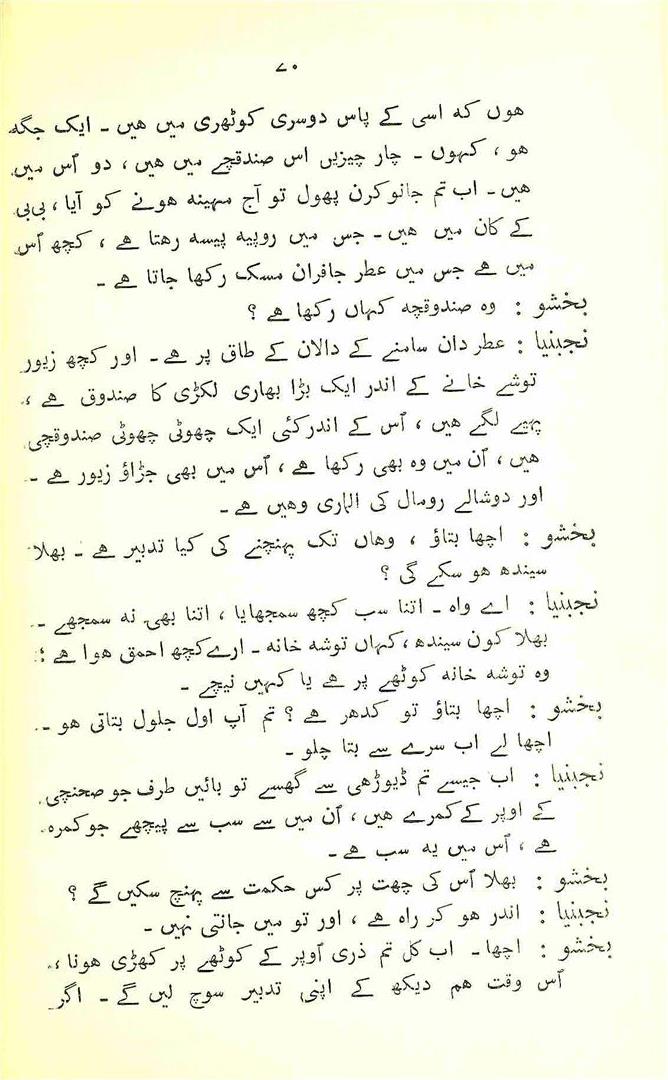 ۷۰
ہوں کہ اسی کے پاس دوسری کوٹھری میں ہیں ۔ ایک جگہ
ہو ، کہوں ۔ چار چیزیں اس صندقچے میں ہیں ، دو اُس میں
ہیں ۔ اب تم جانو کرن پھول تو آج مہینہ ہونے کو آیا ، بی بی
کے کان میں ہیں ۔ جس میں روپیہ پیسہ رہتا ہے ، کچھ اُس
میں ہے جس میں عطر جافران مسک رکھا جاتا ہے ۔
بخشو : وہ صندوقچہ کہاں رکھا ہے ؟
نجبنیا : عطر دان سامنے کے دالان کے طاق پر ہے ۔ اور کچھ زیور
توشے خانے کے اندر ایک بڑا بھاری لکڑی کا صندوق ہے ،
پہیے لگے ہیں ، اُس کے اندر کئی ایک چھوٹی چھوٹی صندوقچی
ہیں ، اُن میں وہ بھی رکھا ہے ، اُس میں بھی جڑاؤ زیور ہے ۔
اور دوشالے رومال کی الماری وہیں ہے ۔
بخشو : اچھا بتاؤ ، وہاں تک پہنچنے کی کیا تدبیر ہے ۔ بھلا
سیندھ ہو سکے گی ؟
نجبنیا : اے واہ ۔ اتنا سب کچھ سمجھایا ، اتنا بھی نہ سمجھے ۔
بھلا کون سیندھ ، کہاں توشہ خانہ ۔ ارے کچھ احمق ہوا ہے ؟
وہ توشہ خانہ کوٹھے پر ہے یا کہیں نیچے ۔
بخشو : اچھا بتاؤ تو کدھر ہے ؟ تم آپ اول جلول بتاتی ہو ۔
اچھا لے اب سرے سے بتا چلو ۔
نجبنیا : اب جیسے تم ڈیوڑھی سے گھسے تو بائیں طرف جو صحنچی
کے اوپر کے کمرے ہیں ، اُن میں سے سب سے پیچھے جو کمرہ
ہے ، اُس میں یہ سب ہے ۔
بخشو : بھلا اُس کی چھت پر کس حکمت سے پہنچ سکیں گے ؟
نجبنیا : اندر ہو کر راہ ہے ، اور تو میں جانتی نہیں ۔
بخشو : اچھا ۔ اب کل تم ذری اُوپر کے کوٹھے پر کھڑی ہونا ،
اُس وقت ہم دیکھ کے اپنی تدبیر سوچ لیں گے ۔ اگر